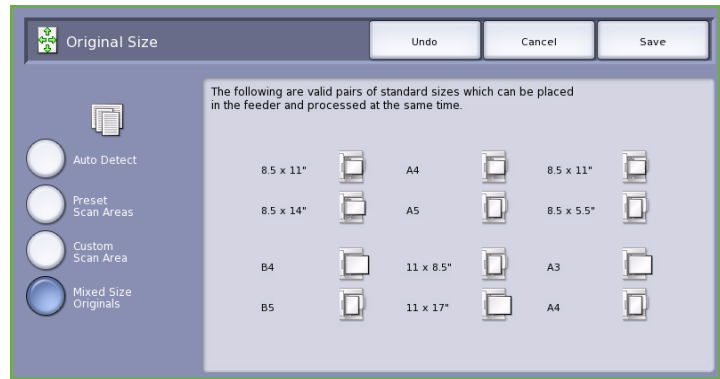 Original Size
Undo
Cancel
Save
The following are valid pairs of standard sizes which can be placed
in the feeder and processed at the same time.
Auto Detect
Preset
Scan Areas
Custom
Scan Area
Mixed Size
Originals
8.5 x 11"
A4
8.5 x 11"
8.5 x 14"
A5
8.5 x 5.5"
B4
11 x 8.5"
A3
B5
11 x 17"
A4